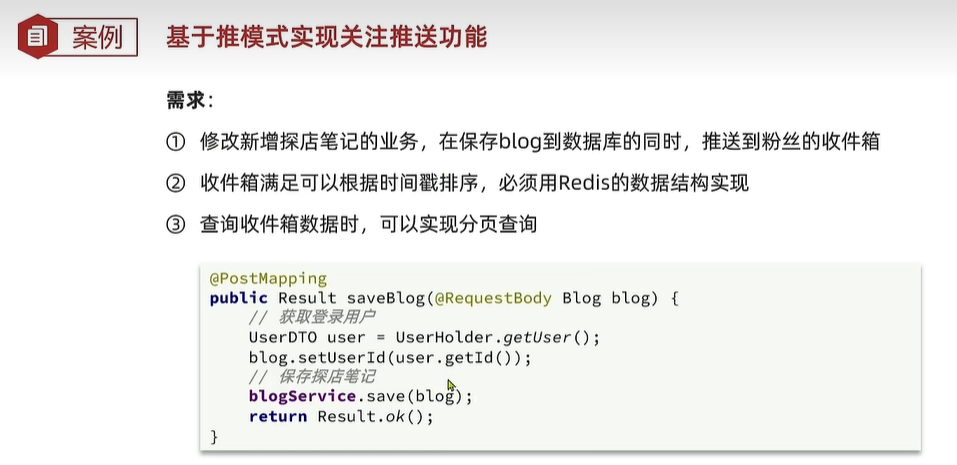 案例
基于推模式实现关注推送功能
需求：
① 修改新增探店笔记的业务，在保存blog到数据库的同时，推送到粉丝的收件箱
② 收件箱满足可以根据时间戳排序，必须用Redis的数据结构实现
③ 查询收件箱数据时，可以实现分页查询
@PostMapping
public Result saveBlog(@RequestBody Blog blog) {
    // 获取登录用户
    UserDTO user = UserHolder.getUser();
    blog.setUserId(user.getId());
    // 保存探店笔记
    blogService.save(blog);
    return Result.ok();
}